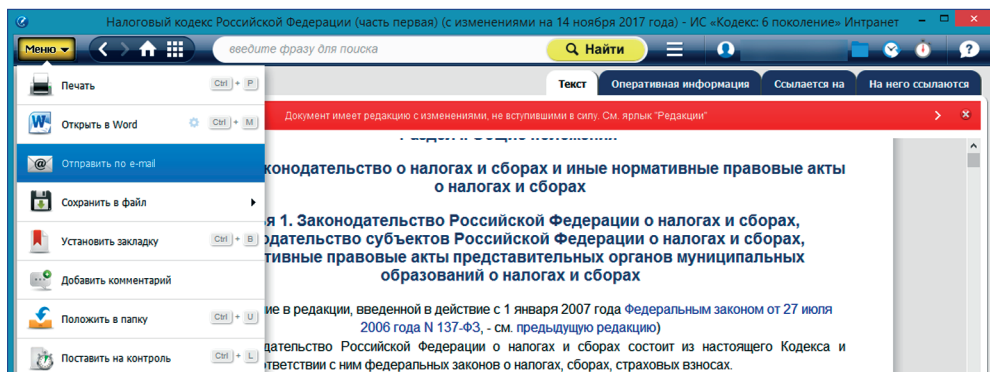 Налоговый кодекс Российской Федерации (часть первая) (с изменениями на 14 ноября 2017 года) - ИС «Кодекс: 6 поколение» Интранет
Меню
введите фразу для поиска
Найти
Текст
Оперативная информация
Ссылается на
На него ссылаются
Печать Ctrl + P
Открыть в Word Ctrl + M
Отправить по e-mail
Сохранить в файл
Установить закладку Ctrl + B
Добавить комментарий
Положить в папку Ctrl + U
Поставить на контроль Ctrl + L
Документ имеет редакцию с изменениями, не вступившими в силу. См. ярлык "Редакции"
конодательство о налогах и сборах и иные нормативные правовые акты
о налогах и сборах
я 1. Законодательство Российской Федерации о налогах и сборах,
одательство субъектов Российской Федерации о налогах и сборах,
тивные правовые акты представительных органов муниципальных
образований о налогах и сборах
ие в редакции, введенной в действие с 1 января 2007 года Федеральным законом от 27 июля
2006 года N 137-ФЗ, - см. предыдущую редакцию)
дательство Российской Федерации о налогах и сборах состоит из настоящего Кодекса и
тветствии с ним федеральных законов о налогах, сборах, страховых взносах.